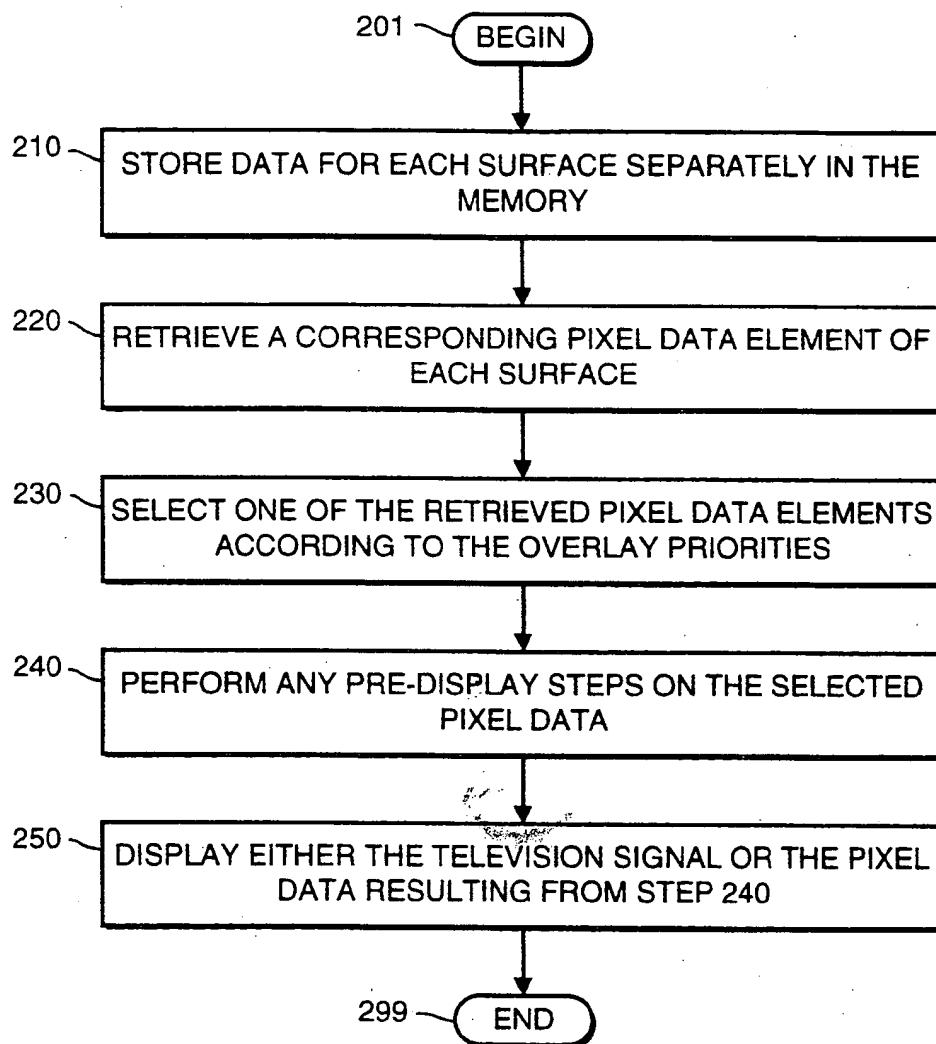 201 BEGIN
210 STORE DATA FOR EACH SURFACE SEPARATELY IN THE
MEMORY
220 RETRIEVE A CORRESPONDING PIXEL DATA ELEMENT OF
EACH SURFACE
230 SELECT ONE OF THE RETRIEVED PIXEL DATA ELEMENTS
ACCORDING TO THE OVERLAY PRIORITIES
240 PERFORM ANY PRE-DISPLAY STEPS ON THE SELECTED
PIXEL DATA
250 DISPLAY EITHER THE TELEVISION SIGNAL OR THE PIXEL
DATA RESULTING FROM STEP 240
299 END